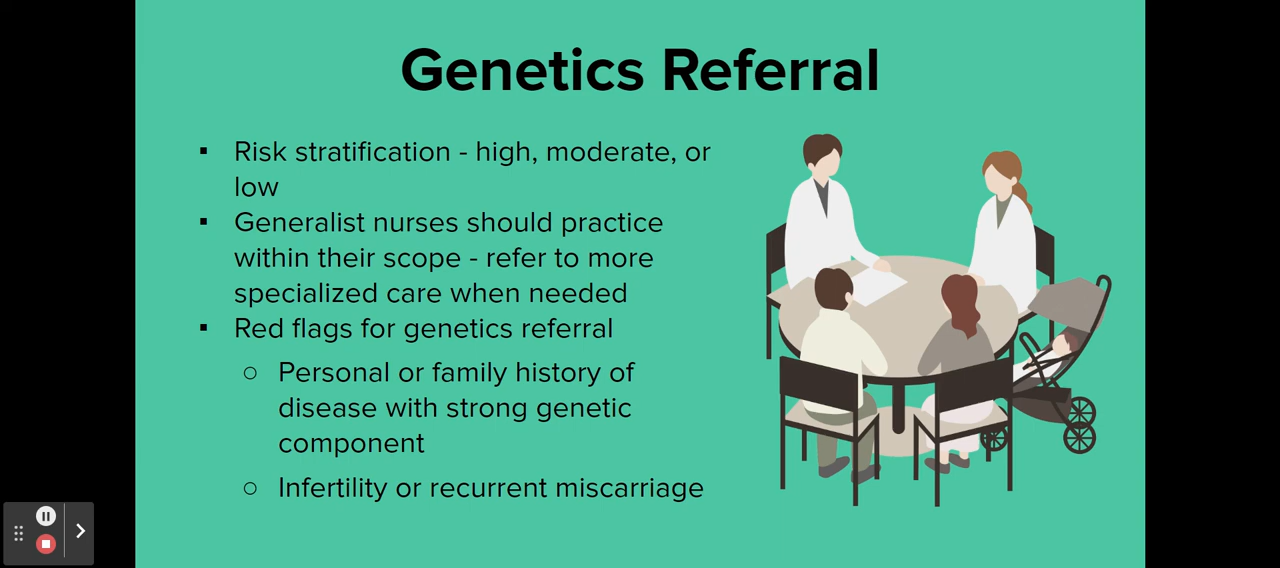 Genetics Referral
▪ Risk stratification - high, moderate, or
low
▪ Generalist nurses should practice
within their scope - refer to more
specialized care when needed
▪ Red flags for genetics referral
○ Personal or family history of
disease with strong genetic
component
○ Infertility or recurrent miscarriage